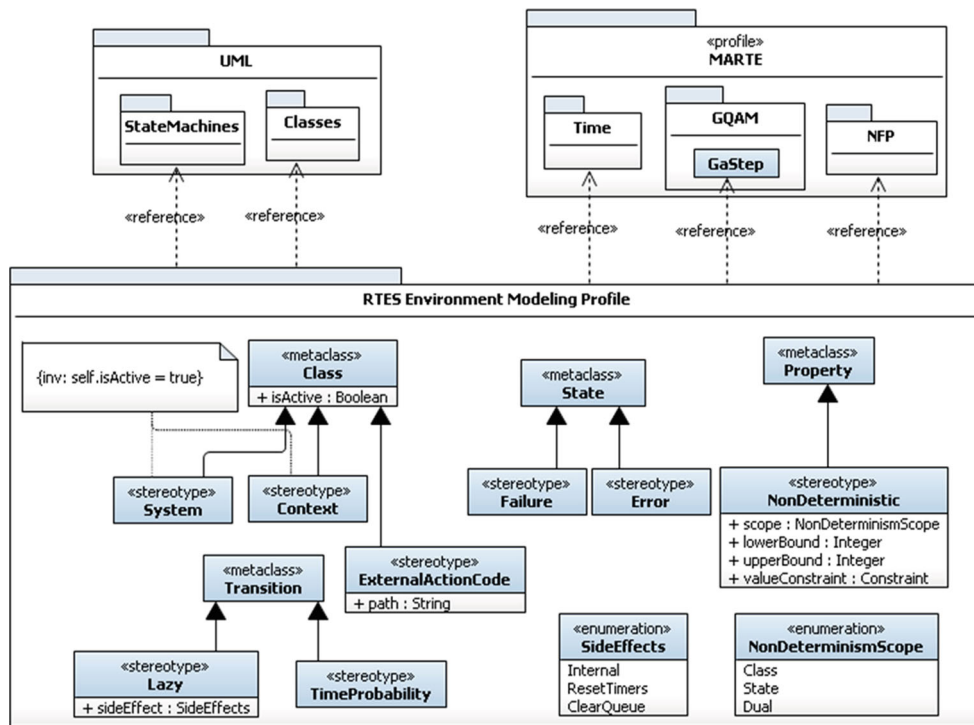 UML
StateMachines
Classes
«profile»
MARTE
Time
GQAM
GaStep
NFP
«reference»
«reference»
«reference»
«reference»
«reference»
RTES Environment Modeling Profile
{inv: self.isActive = true}
«metaclass»
Class
+ isActive : Boolean
«metaclass»
State
«metaclass»
Property
«stereotype»
System
«stereotype»
Context
«stereotype»
Failure
«stereotype»
Error
«stereotype»
NonDeterministic
+ scope : NonDeterminismScope
+ lowerBound : Integer
+ upperBound : Integer
+ valueConstraint : Constraint
«metaclass»
Transition
«stereotype»
ExternalActionCode
+ path : String
«stereotype»
Lazy
+ sideEffect : SideEffects
«stereotype»
TimeProbability
«enumeration»
SideEffects
Internal
ResetTimers
ClearQueue
«enumeration»
NonDeterminismScope
Class
State
Dual